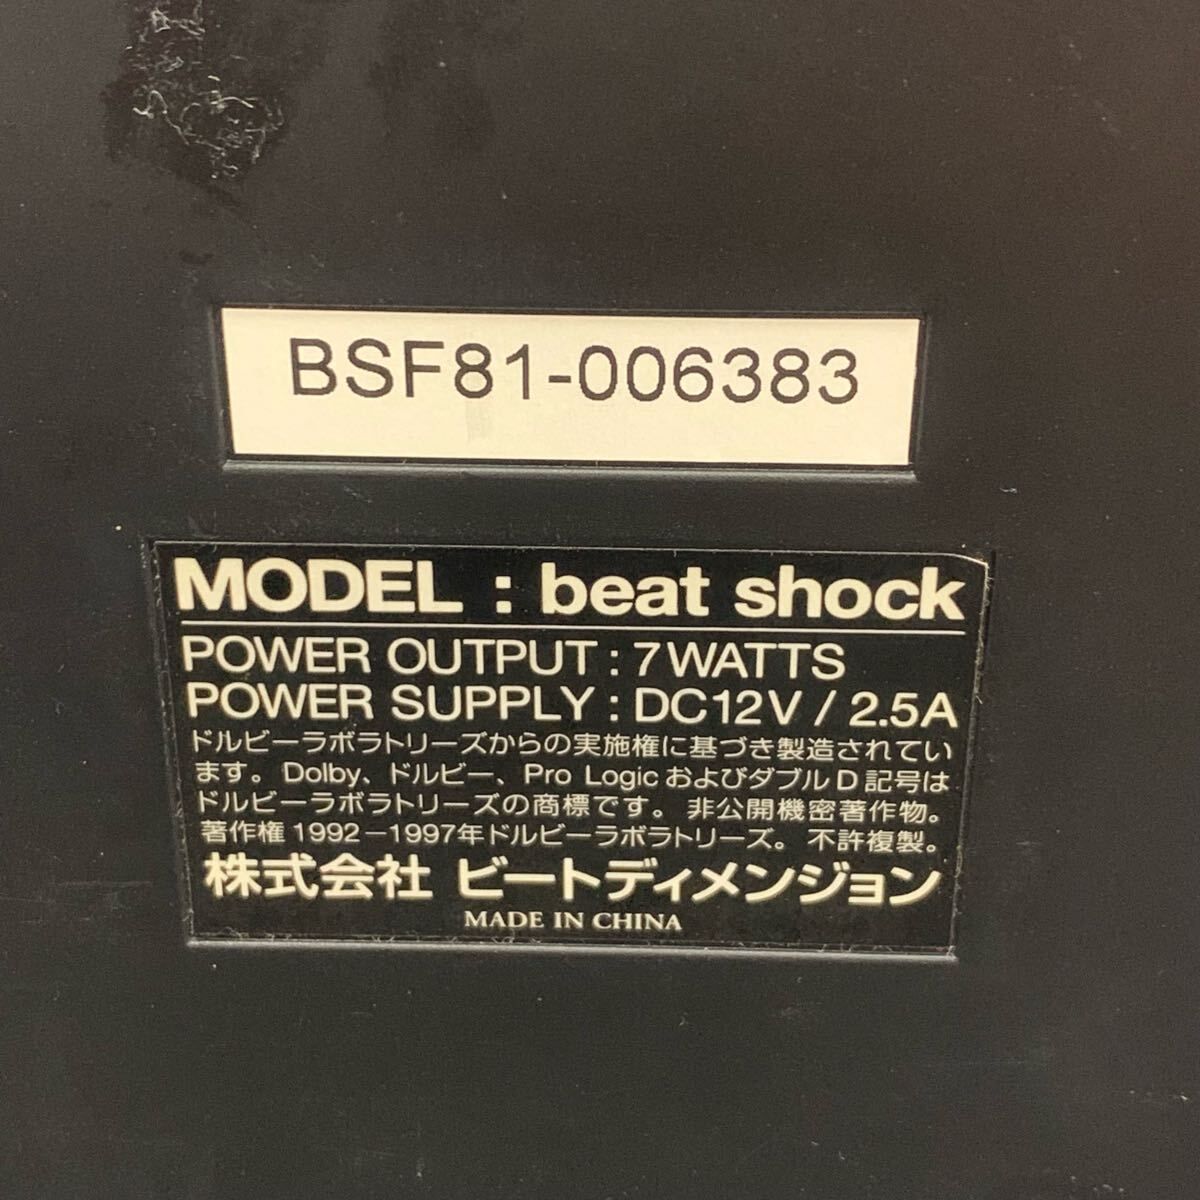 BSF81-006383
MODEL : beat shock
POWER OUTPUT : 7WATTS
POWER SUPPLY : DC12V / 2.5A
ドルビーラボラトリーズからの実施権に基づき製造されてい
ます。Dolby、ドルビー、Pro Logicおよびダブル D 記号は
ドルビーラボラトリーズの商標です。非公開機密著作物。
著作権 1992－1997年ドルビーラボラトリーズ。不許複製。
株式会社 ビートディメンジョン
MADE IN CHINA